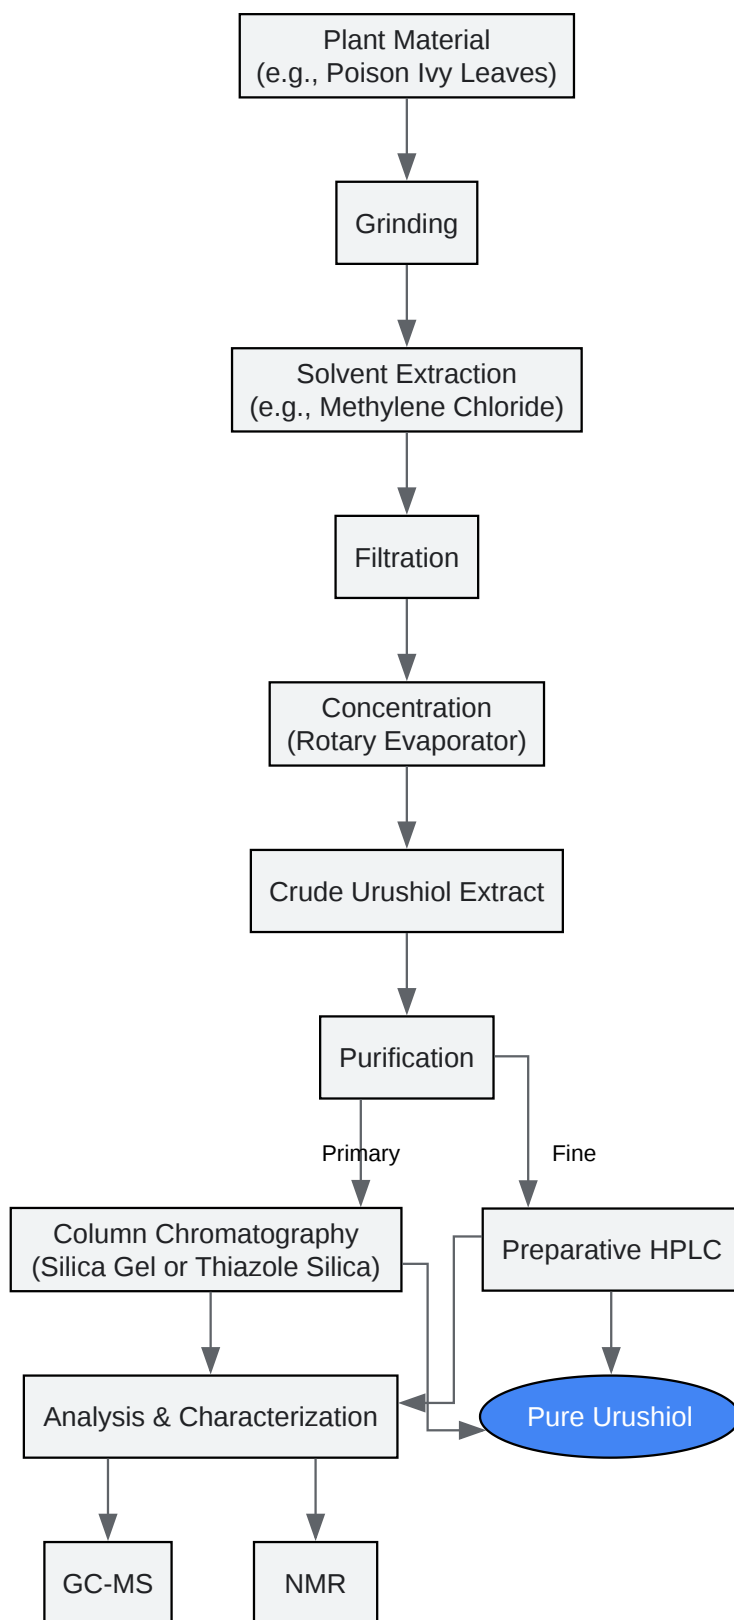 Plant Material
(e.g., Poison Ivy Leaves)
Grinding
Solvent Extraction
(e.g., Methylene Chloride)
Filtration
Concentration
(Rotary Evaporator)
Crude Urushiol Extract
Purification
Primary
Fine
Column Chromatography
(Silica Gel or Thiazole Silica)
Preparative HPLC
Analysis & Characterization
Pure Urushiol
GC-MS
NMR